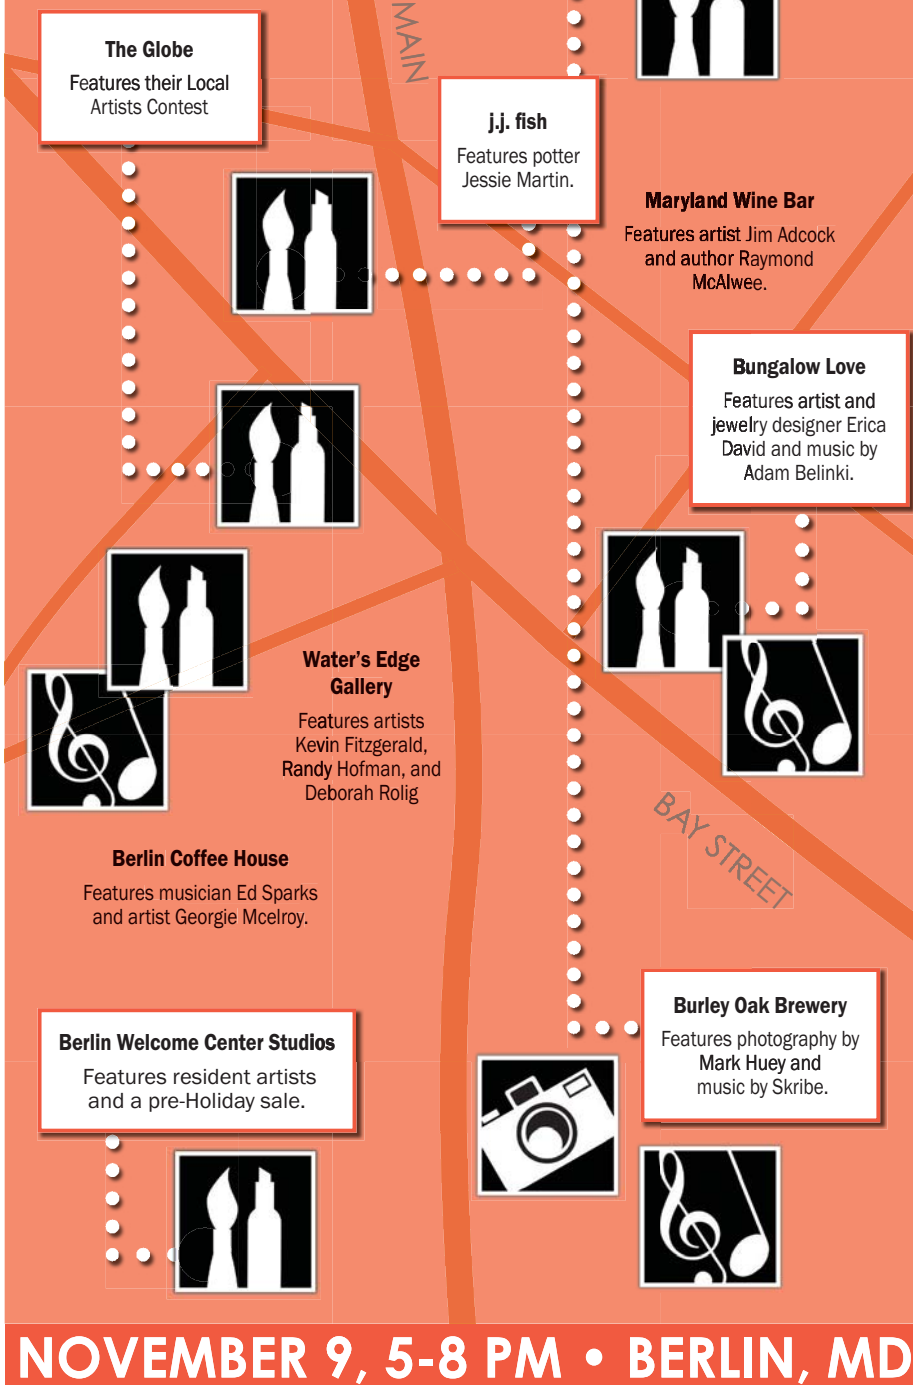 The Globe
Features their Local
Artists Contest
MAIN
j.j. fish
Features potter
Jessie Martin.
Maryland Wine Bar
Features artist Jim Adcock
and author Raymond
McAlwee.
Bungalow Love
Features artist and
jewelry designer Erica
David and music by
Adam Belinki.
Water's Edge
Gallery
Features artists
Kevin Fitzgerald,
Randy Hofman, and
Deborah Rolig
BAY STREET
Berlin Coffee House
Features musician Ed Sparks
and artist Georgie Mcelroy.
Burley Oak Brewery
Features photography by
Mark Huey and
music by Skribe.
Berlin Welcome Center Studios
Features resident artists
and a pre-Holiday sale.
NOVEMBER 9, 5-8 PM • BERLIN, MD